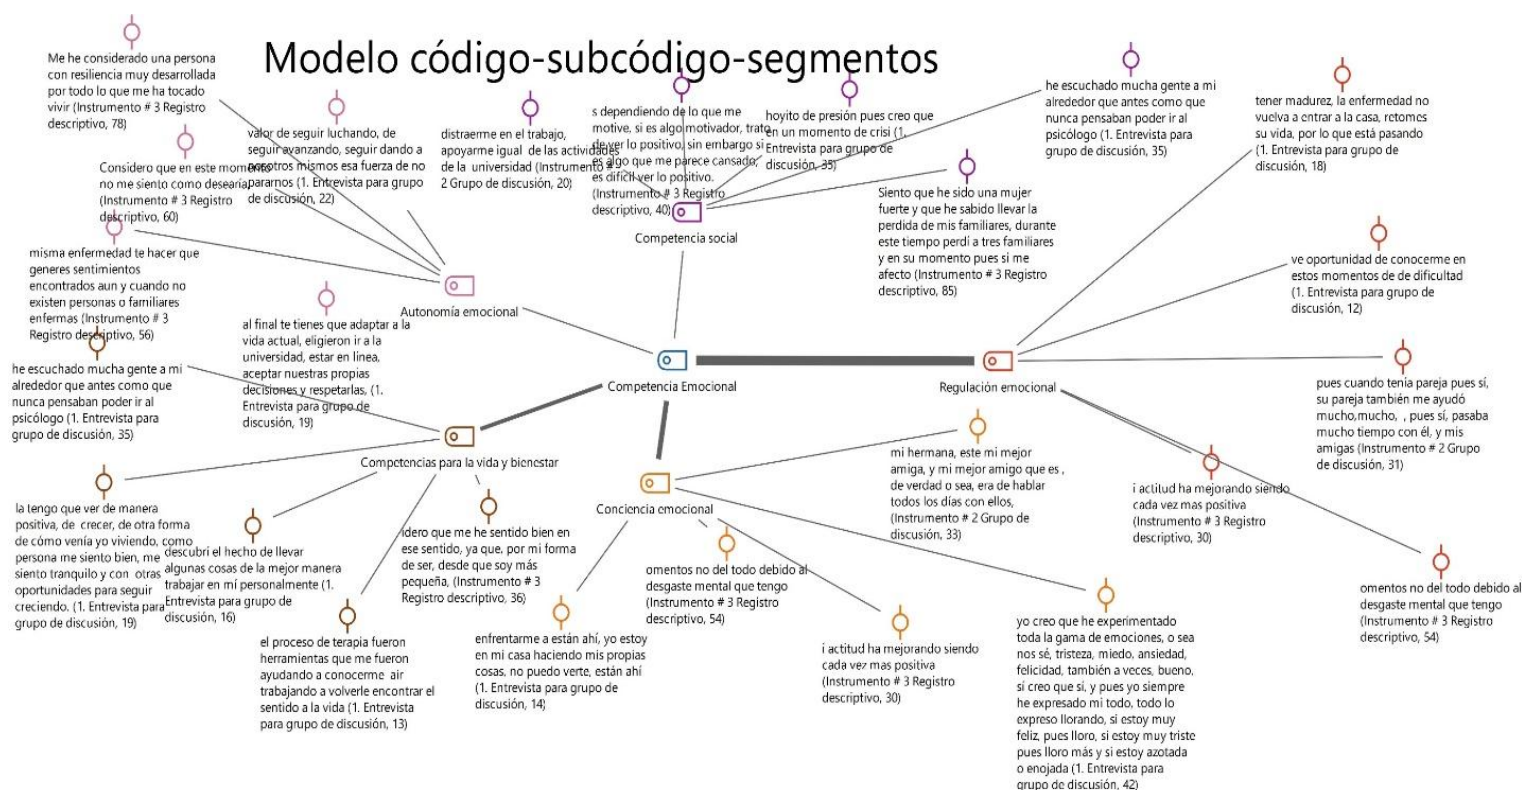 Modelo código-subcódigo-segmentos
Me he considerado una persona
con resiliencia muy desarrollada
por todo lo que me ha tocado
vivir (Instrumento # 3 Registro
descriptivo, 78)
valor de seguir luchando, de
seguir avanzando, seguir dando a
nosotros mismos esa fuerza de no
pararnos (1. Entrevista para grupo
de discusión, 22)
distraerme en el trabajo,
apoyarme igual de las actividades
de la universidad (Instrumento #
2 Grupo de discusión, 20)
s dependiendo de lo que me
motive, si es algo motivador, trato
de ver lo positivo, sin embargo si
es algo que me parece cansado,
es difícil ver lo positivo.
(Instrumento # 3 Registro
descriptivo, 40)
hoyito de presión pues creo que
en un momento de crisi (1.
Entrevista para grupo de
discusión, 35)
he escuchado mucha gente a mi
alrededor que antes como que
nunca pensaban poder ir al
psicólogo (1. Entrevista para
grupo de discusión, 35)
tener madurez, la enfermedad no
vuelva a entrar a la casa, retomes
su vida, por lo que está pasando
(1. Entrevista para grupo de
discusión, 18)
Considero que en este momento
no me siento como desearía,
(Instrumento # 3 Registro
descriptivo, 60)
Siento que he sido una mujer
fuerte y que he sabido llevar la
perdida de mis familiares, durante
este tiempo perdí a tres familiares
y en su momento pues si me
afecto (Instrumento # 3 Registro
descriptivo, 85)
Competencia social
misma enfermedad te hacer que
generes sentimientos
encontrados aun y cuando no
existen personas o familiares
enfermas (Instrumento # 3
Registro descriptivo, 56)
ve oportunidad de conocerme en
estos momentos de de dificultad
(1. Entrevista para grupo de
discusión, 12)
Autonomía emocional
al final te tienes que adaptar a la
vida actual, eligieron ir a la
universidad, estar en línea,
aceptar nuestras propias
decisiones y respetarlas, (1.
Entrevista para grupo de
discusión, 19)
he escuchado mucha gente a mi
alrededor que antes como que
nunca pensaban poder ir al
psicólogo (1. Entrevista para
grupo de discusión, 35)
Competencia Emocional
Regulación emocional
pues cuando tenía pareja pues sí,
su pareja también me ayudó
mucho,mucho, , pues sí, pasaba
mucho tiempo con él, y mis
amigas (Instrumento # 2 Grupo
de discusión, 31)
Competencias para la vida y bienestar
mi hermana, este mi mejor
amiga, y mi mejor amigo que es ,
de verdad o sea, era de hablar
todos los días con ellos,
(Instrumento # 2 Grupo de
discusión, 33)
i actitud ha mejorando siendo
cada vez mas positiva
(Instrumento # 3 Registro
descriptivo, 30)
la tengo que ver de manera
positiva, de crecer, de otra forma
de cómo venía yo viviendo, como
persona me siento bien, me
siento tranquilo y con otras
oportunidades para seguir
creciendo. (1. Entrevista para
grupo de discusión, 19)
Conciencia emocional
descubrí el hecho de llevar
algunas cosas de la mejor manera
trabajar en mí personalmente (1.
Entrevista para grupo de
discusión, 16)
idero que me he sentido bien en
ese sentido, ya que, por mi forma
de ser, desde que soy más
pequeña, (Instrumento # 3
Registro descriptivo, 36)
omentos no del todo debido al
desgaste mental que tengo
(Instrumento # 3 Registro
descriptivo, 54)
omentos no del todo debido al
desgaste mental que tengo
(Instrumento # 3 Registro
descriptivo, 54)
el proceso de terapia fueron
herramientas que me fueron
ayudando a conocerme air
trabajando a volverle encontrar el
sentido a la vida (1. Entrevista
para grupo de discusión, 13)
enfrentarme a están ahí, yo estoy
en mi casa haciendo mis propias
cosas, no puedo verte, están ahí
(1. Entrevista para grupo de
discusión, 14)
i actitud ha mejorando siendo
cada vez mas positiva
(Instrumento # 3 Registro
descriptivo, 30)
yo creo que he experimentado
toda la gama de emociones, o sea
nos sé, tristeza, miedo, ansiedad,
felicidad, también a veces, bueno,
sí creo que sí, y pues yo siempre
he expresado mi todo, todo lo
expreso llorando, si estoy muy
feliz, pues lloro, si estoy muy triste
pues lloro más y si estoy azotada
o enojada (1. Entrevista para
grupo de discusión, 42)